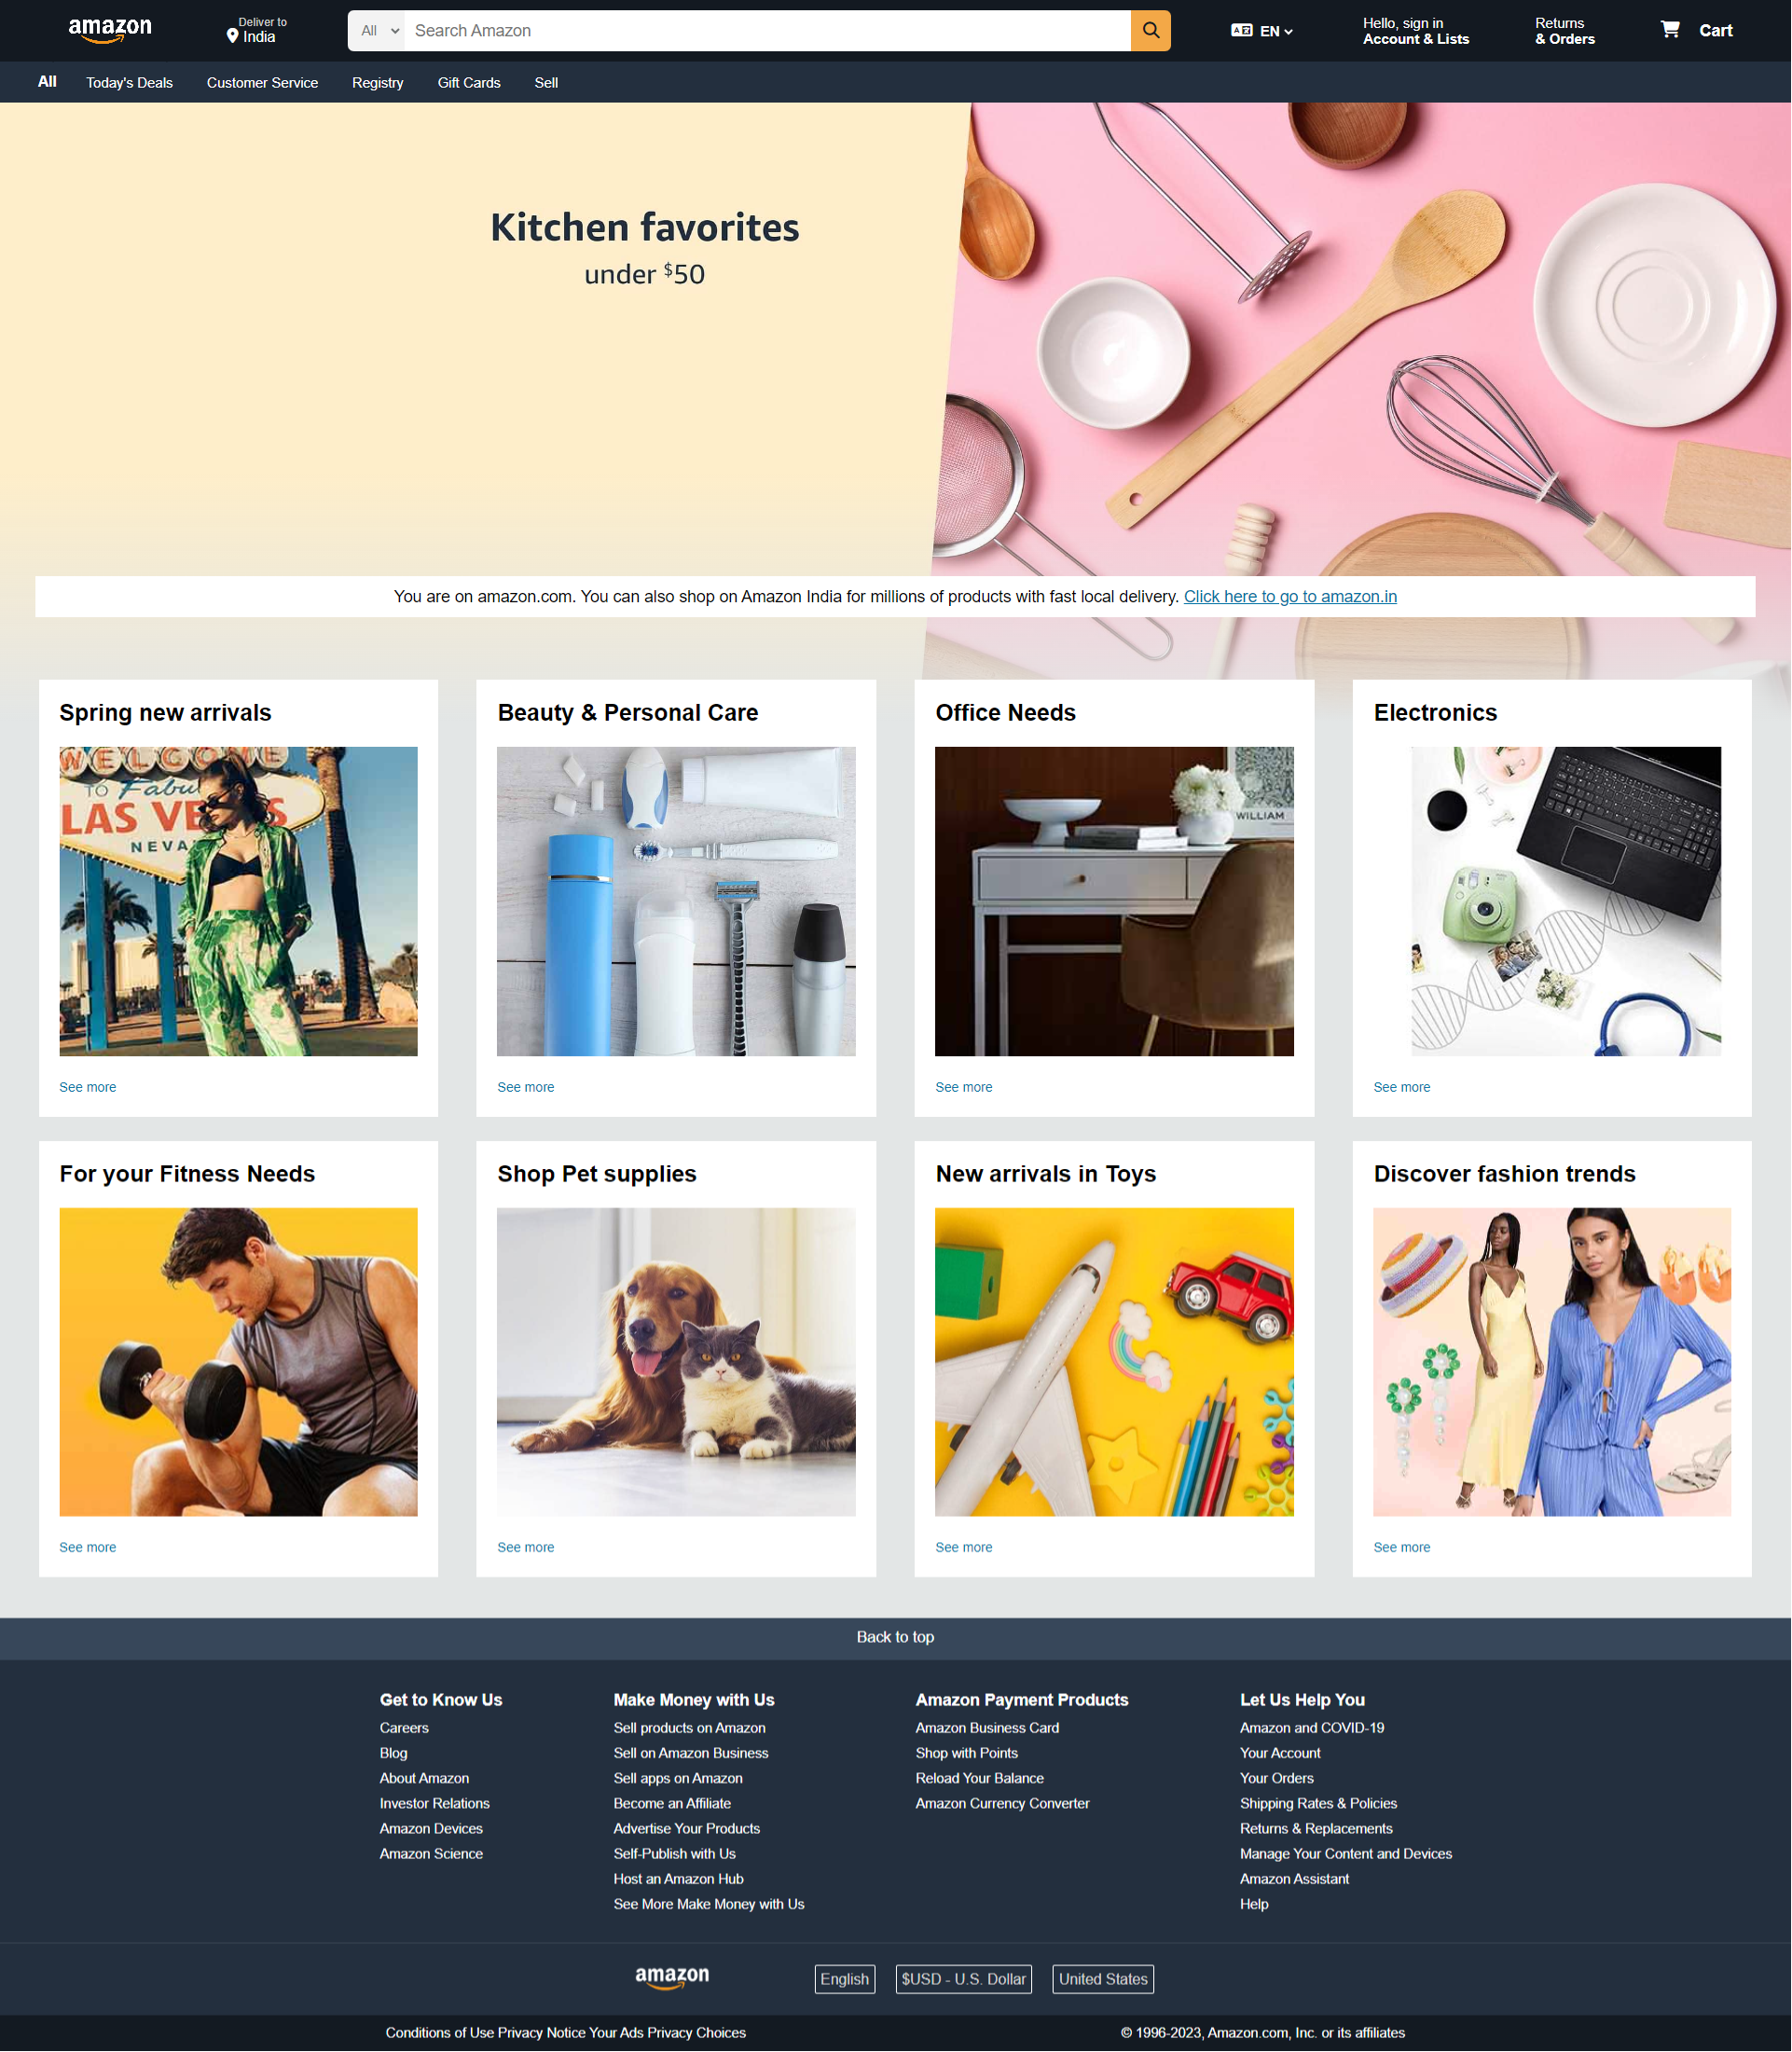 amazon
Deliver to
India
All
Search Amazon
EN
Hello, sign in
Account & Lists
Returns
& Orders
Cart
All
Today's Deals
Customer Service
Registry
Gift Cards
Sell
Kitchen favorites
under $50
You are on amazon.com. You can also shop on Amazon India for millions of products with fast local delivery. Click here to go to amazon.in
Spring new arrivals
WELCOME
TO Fabu
LAS VE S
NEVA
See more
Beauty & Personal Care
See more
Office Needs
WILLIAM
See more
Electronics
See more
For your Fitness Needs
See more
Shop Pet supplies
See more
New arrivals in Toys
See more
Discover fashion trends
See more
Back to top
Get to Know Us
Careers
Blog
About Amazon
Investor Relations
Amazon Devices
Amazon Science
Make Money with Us
Sell products on Amazon
Sell on Amazon Business
Sell apps on Amazon
Become an Affiliate
Advertise Your Products
Self-Publish with Us
Host an Amazon Hub
See More Make Money with Us
Amazon Payment Products
Amazon Business Card
Shop with Points
Reload Your Balance
Amazon Currency Converter
Let Us Help You
Amazon and COVID-19
Your Account
Your Orders
Shipping Rates & Policies
Returns & Replacements
Manage Your Content and Devices
Amazon Assistant
Help
amazon
English
$USD - U.S. Dollar
United States
Conditions of Use Privacy Notice Your Ads Privacy Choices
© 1996-2023, Amazon.com, Inc. or its affiliates